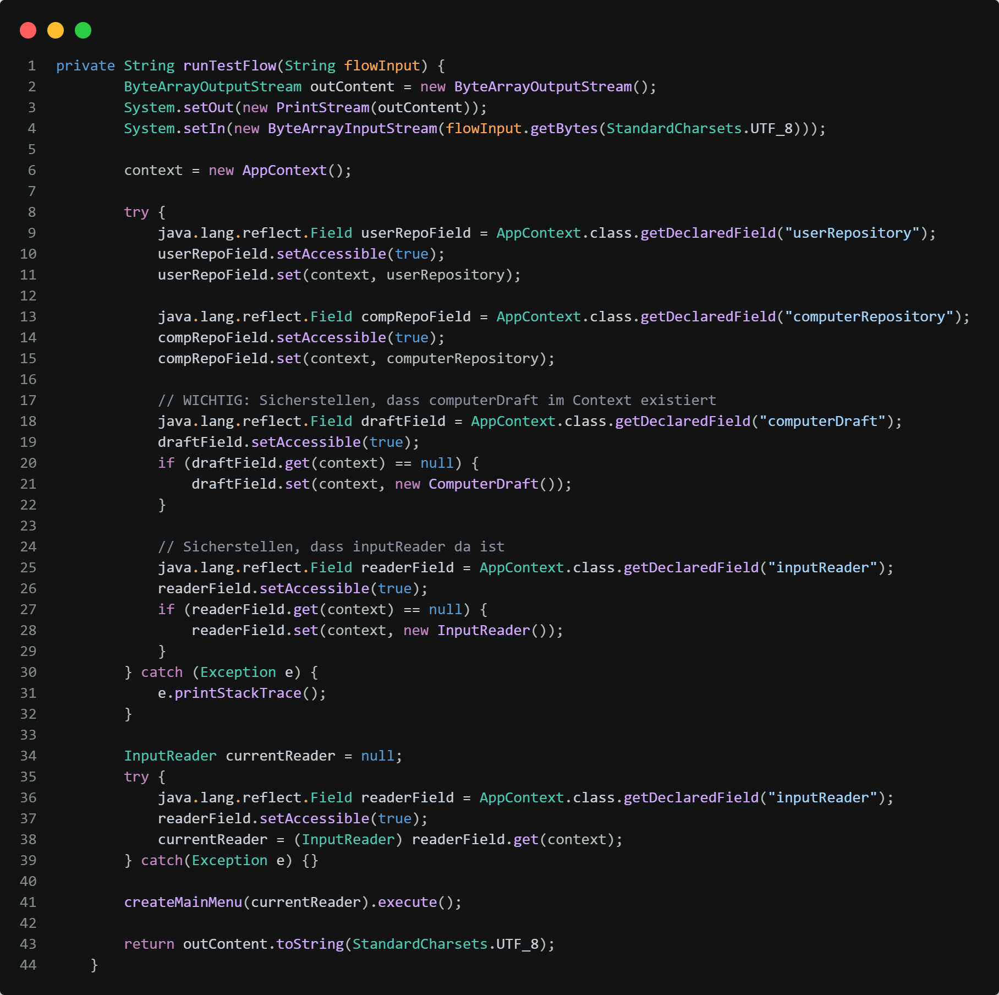 1 private String runTestFlow(String flowInput) {
2         ByteArrayOutputStream outContent = new ByteArrayOutputStream();
3         System.setOut(new PrintStream(outContent));
4         System.setIn(new ByteArrayInputStream(flowInput.getBytes(StandardCharsets.UTF_8)));
5
6         context = new AppContext();
7
8         try {
9             java.lang.reflect.Field userRepoField = AppContext.class.getDeclaredField("userRepository");
10             userRepoField.setAccessible(true);
11             userRepoField.set(context, userRepository);
12
13             java.lang.reflect.Field compRepoField = AppContext.class.getDeclaredField("computerRepository");
14             compRepoField.setAccessible(true);
15             compRepoField.set(context, computerRepository);
16
17             // WICHTIG: Sicherstellen, dass computerDraft im Context existiert
18             java.lang.reflect.Field draftField = AppContext.class.getDeclaredField("computerDraft");
19             draftField.setAccessible(true);
20             if (draftField.get(context) == null) {
21                 draftField.set(context, new ComputerDraft());
22             }
23
24             // Sicherstellen, dass inputReader da ist
25             java.lang.reflect.Field readerField = AppContext.class.getDeclaredField("inputReader");
26             readerField.setAccessible(true);
27             if (readerField.get(context) == null) {
28                 readerField.set(context, new InputReader());
29             }
30         } catch (Exception e) {
31             e.printStackTrace();
32         }
33
34         InputReader currentReader = null;
35         try {
36             java.lang.reflect.Field readerField = AppContext.class.getDeclaredField("inputReader");
37             readerField.setAccessible(true);
38             currentReader = (InputReader) readerField.get(context);
39         } catch(Exception e) {}
40
41         createMainMenu(currentReader).execute();
42
43         return outContent.toString(StandardCharsets.UTF_8);
44     }